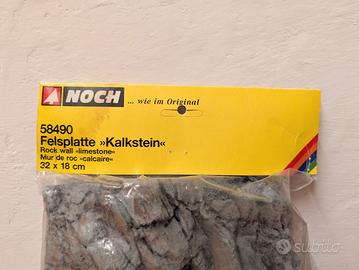 NOCH
... wie im Original
58490
Felsplatte »Kalkstein«
Rock wall »limestone«
Mur de roc »calcaire«
32 x 18 cm
subito